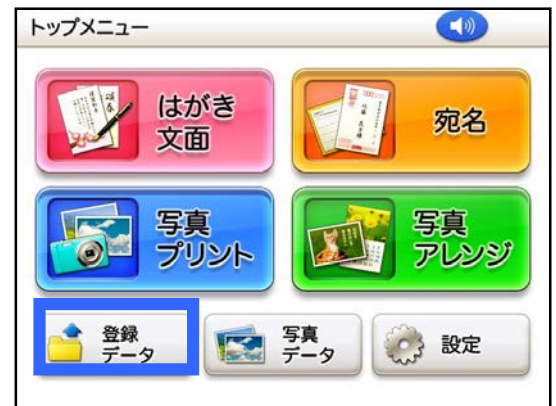 トップメニュー
はがき
文面
宛名
写真
プリント
写真
アレンジ
登録
データ
写真
データ
設定